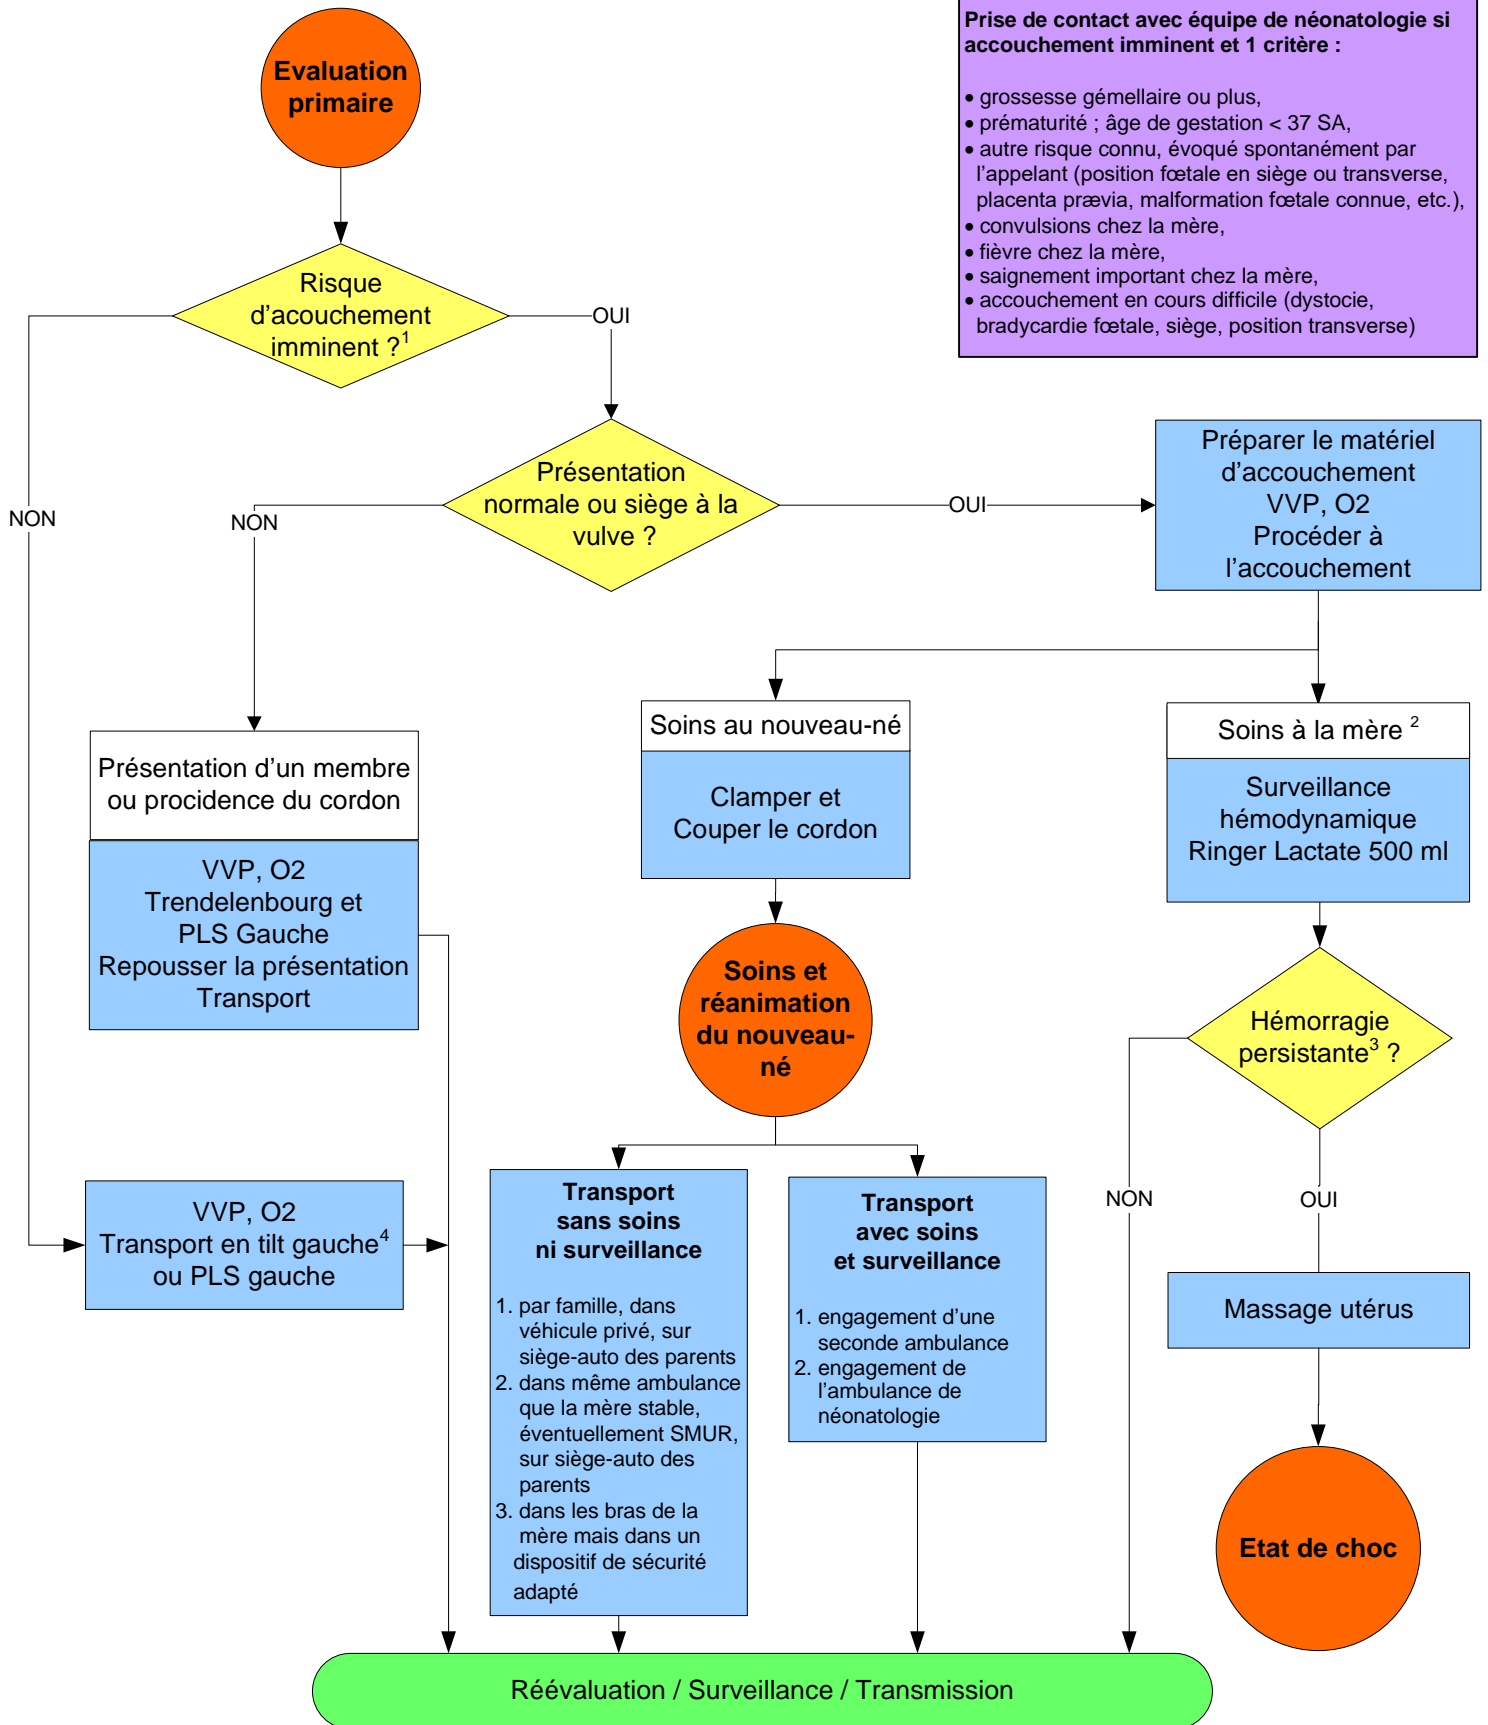 Evaluation
primaire
Prise de contact avec équipe de néonatologie si
accouchement imminent et 1 critère :
• grossesse gémellaire ou plus,
• prématurité ; âge de gestation < 37 SA,
• autre risque connu, évoqué spontanément par
l’appelant (position fœtale en siège ou transverse,
placenta prævia, malformation fœtale connue, etc.),
• convulsions chez la mère,
• fièvre chez la mère,
• saignement important chez la mère,
• accouchement en cours difficile (dystocie,
bradycardie fœtale, siège, position transverse)
Risque
d’acouchement
imminent ?1
OUI
NON
Présentation
normale ou siège à la
vulve ?
NON
OUI
Préparer le matériel
d’accouchement
VVP, O2
Procéder à
l’accouchement
Présentation d’un membre
ou procidence du cordon
VVP, O2
Trendelenbourg et
PLS Gauche
Repousser la présentation
Transport
Soins au nouveau-né
Clamper et
Couper le cordon
Soins à la mère 2
Surveillance
hémodynamique
Ringer Lactate 500 ml
Soins et
réanimation
du nouveau-
né
Hémorragie
persistante3 ?
NON
OUI
VVP, O2
Transport en tilt gauche4
ou PLS gauche
Transport
sans soins
ni surveillance
1. par famille, dans
véhicule privé, sur
siège-auto des parents
2. dans même ambulance
que la mère stable,
éventuellement SMUR,
sur siège-auto des
parents
3. dans les bras de la
mère mais dans un
dispositif de sécurité
adapté
Transport
avec soins
et surveillance
1. engagement d’une
seconde ambulance
2. engagement de
l’ambulance de
néonatologie
Massage utérus
Etat de choc
Réévaluation / Surveillance / Transmission